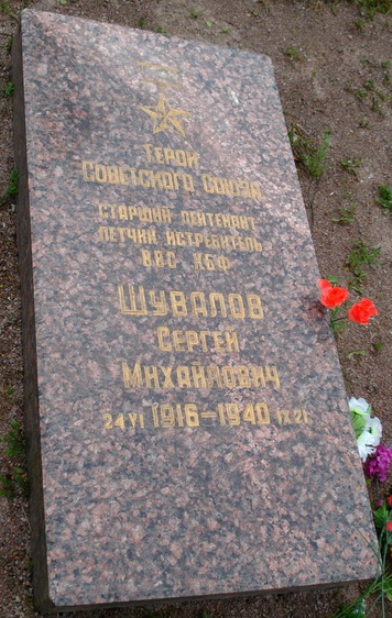 ГЕРОЙ
СОВЕТСКОГО СОЮЗА
СТАРШИЙ ЛЕЙТЕНАНТ
ЛЕТЧИК ИСТРЕБИТЕЛЬ
ВВС КБФ
ШУВАЛОВ
СЕРГЕЙ
МИХАЙЛОВИЧ
24 VI 1916–1940 IX 21